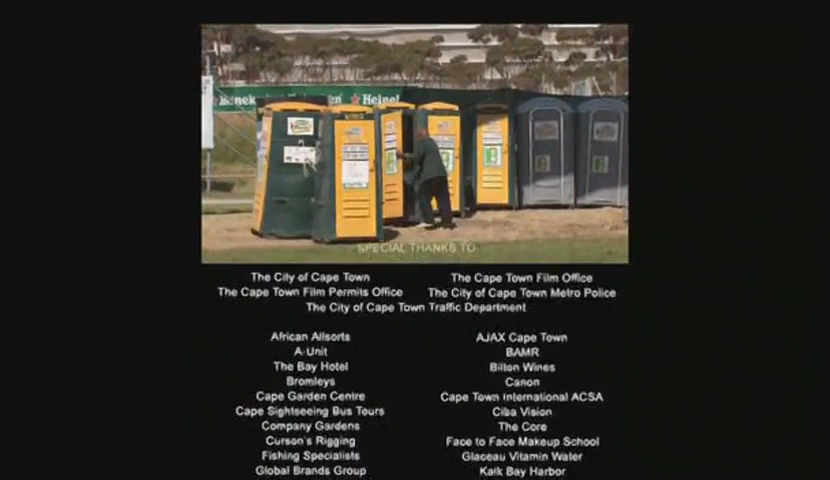 Heineken
Heinel
SPECIAL THANKS TO
The City of Cape Town
The Cape Town Film Office
The Cape Town Film Permits Office
The City of Cape Town Metro Police
The City of Cape Town Traffic Department
African Allsorts
A-Unit
The Bay Hotel
Bromleys
Cape Garden Centre
Cape Sightseeing Bus Tours
Company Gardens
Curson's Rigging
Fishing Specialists
Global Brands Group
AJAX Cape Town
BAMR
Bilton Wines
Canon
Cape Town International ACSA
Ciba Vision
The Core
Face to Face Makeup School
Glaceau Vitamin Water
Kalk Bay Harbor